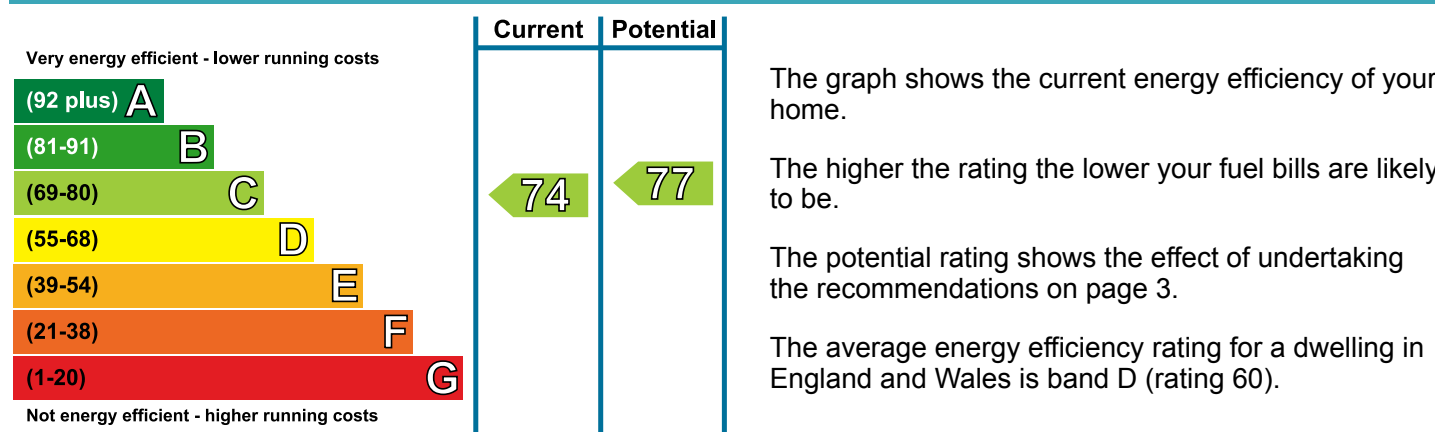 Current Potential
Very energy efficient - lower running costs
(92 plus) A
(81-91) B
(69-80) C
74 77
(55-68) D
(39-54) E
(21-38) F
(1-20) G
Not energy efficient - higher running costs
The graph shows the current energy efficiency of your
home.
The higher the rating the lower your fuel bills are likely
to be.
The potential rating shows the effect of undertaking
the recommendations on page 3.
The average energy efficiency rating for a dwelling in
England and Wales is band D (rating 60).